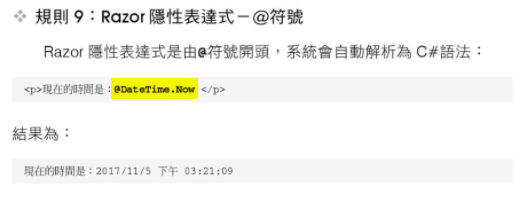 ❖ 規則 9：Razor 隱性表達式－@符號
Razor 隱性表達式是由@符號開頭，系統會自動解析為 C#語法：
<p>現在的時間是：@DateTime.Now </p>
結果為：
現在的時間是：2017/11/5 下午 03:21:09